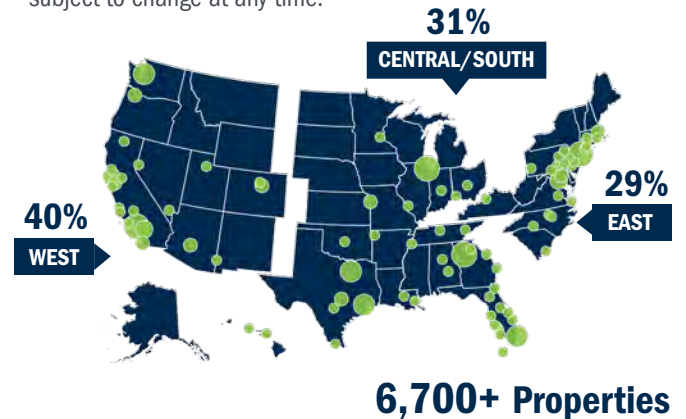 subject to change at any time.
31%
CENTRAL/SOUTH
29%
EAST
40%
WEST
6,700+ Properties